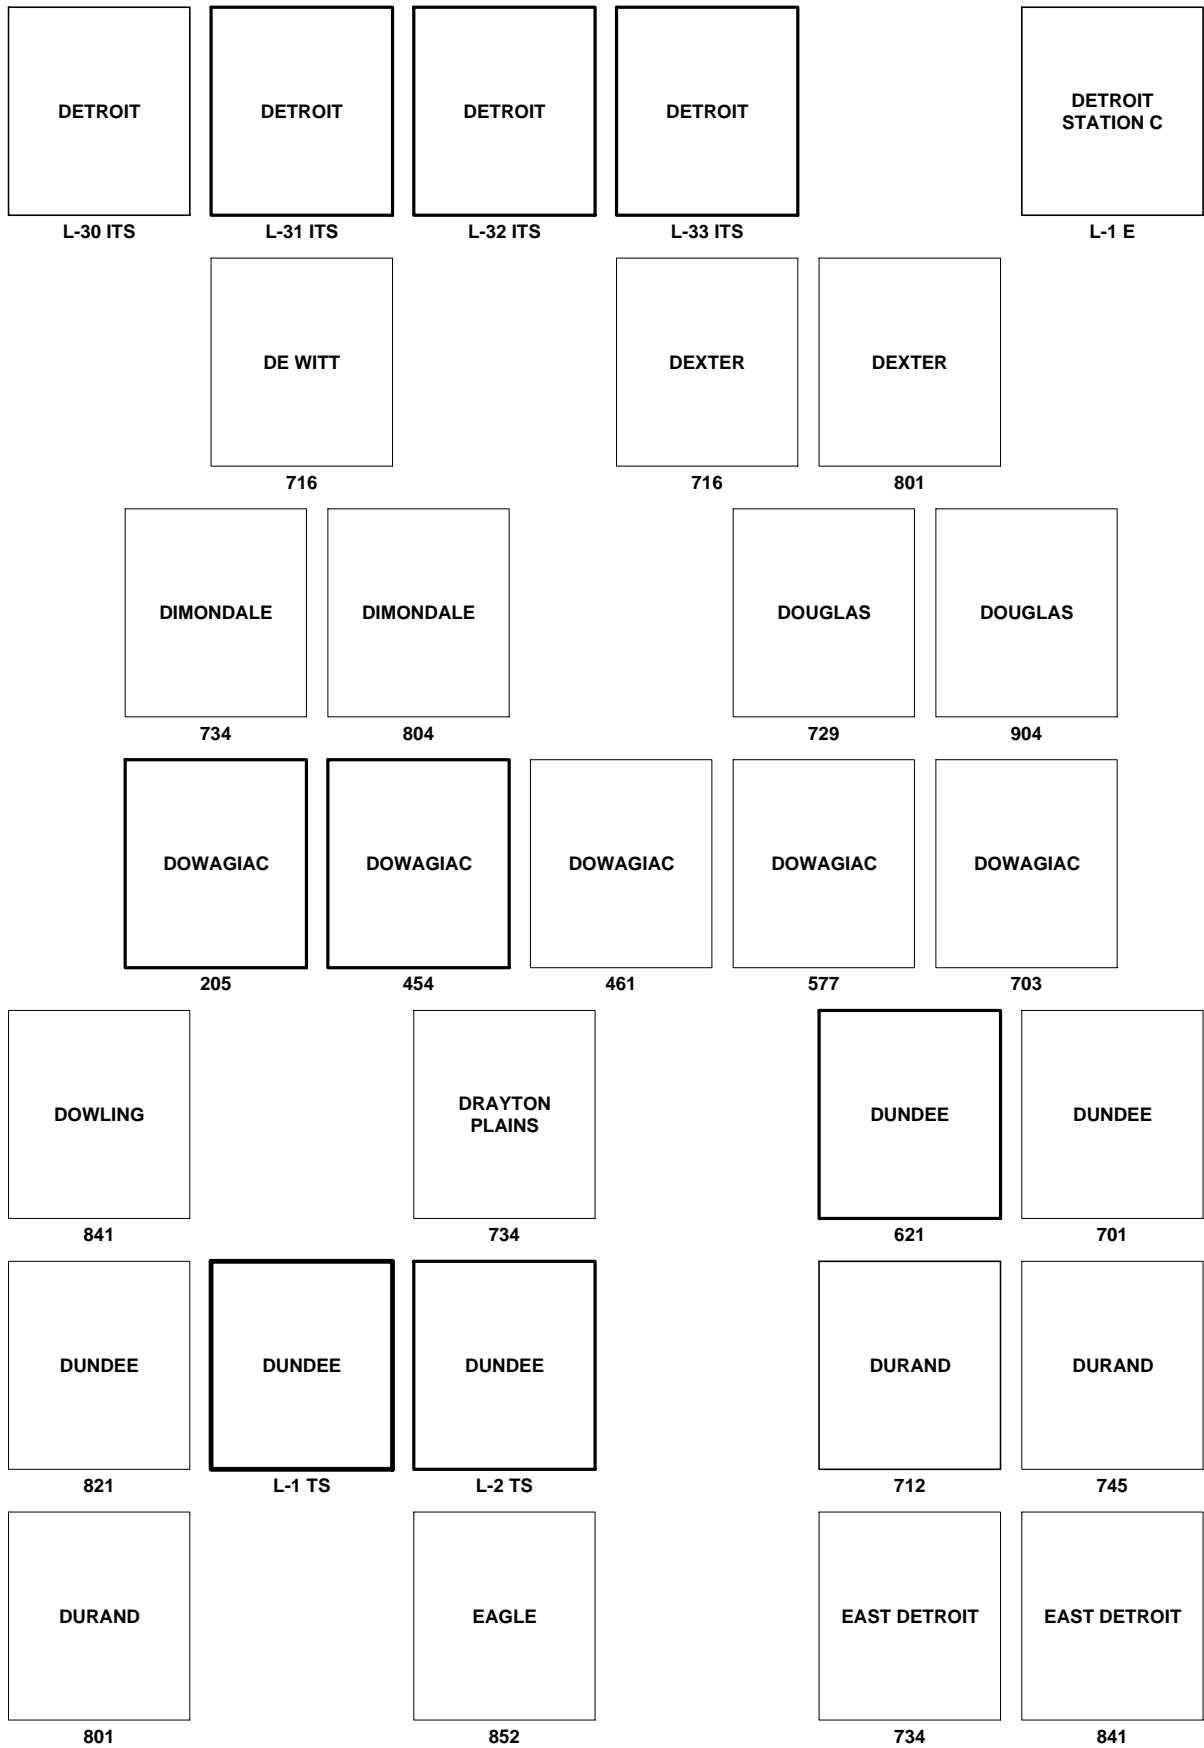 DETROIT
DETROIT
DETROIT
DETROIT
DETROIT
STATION C
L-30 ITS
L-31 ITS
L-32 ITS
L-33 ITS
L-1 E
DE WITT
DEXTER
DEXTER
716
716
801
DIMONDALE
DIMONDALE
DOUGLAS
DOUGLAS
734
804
729
904
DOWAGIAC
DOWAGIAC
DOWAGIAC
DOWAGIAC
DOWAGIAC
205
454
461
577
703
DOWLING
DRAYTON
PLAINS
DUNDEE
DUNDEE
841
734
621
701
DUNDEE
DUNDEE
DUNDEE
DURAND
DURAND
821
L-1 TS
L-2 TS
712
745
DURAND
EAGLE
EAST DETROIT
EAST DETROIT
801
852
734
841